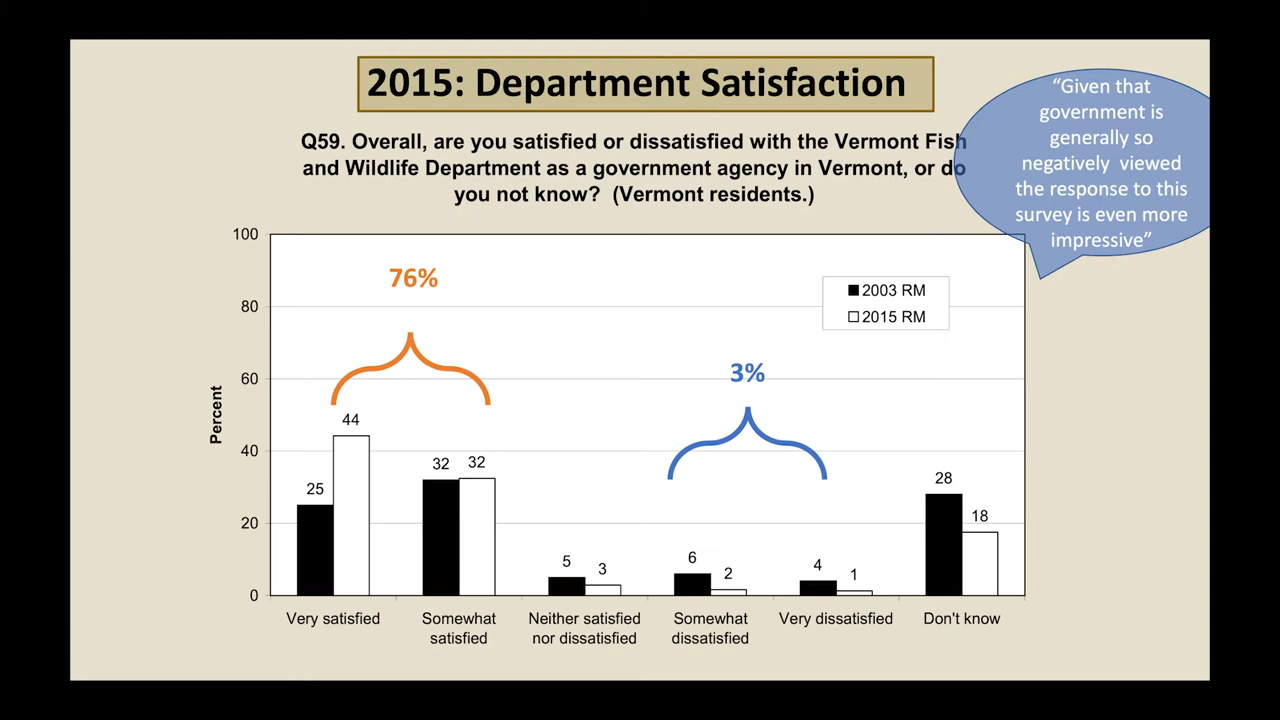 2015: Department Satisfaction
Q59. Overall, are you satisfied or dissatisfied with the Vermont Fish
and Wildlife Department as a government agency in Vermont, or do
you not know? (Vermont residents.)
“Given that
government is
generally so
negatively viewed
the response to this
survey is even more
impressive”
100
80
60
40
20
0
Percent
76%
3%
2003 RM
2015 RM
25
44
32
32
5
3
6
2
4
1
28
18
Very satisfied
Somewhat
satisfied
Neither satisfied
nor dissatisfied
Somewhat
dissatisfied
Very dissatisfied
Don't know